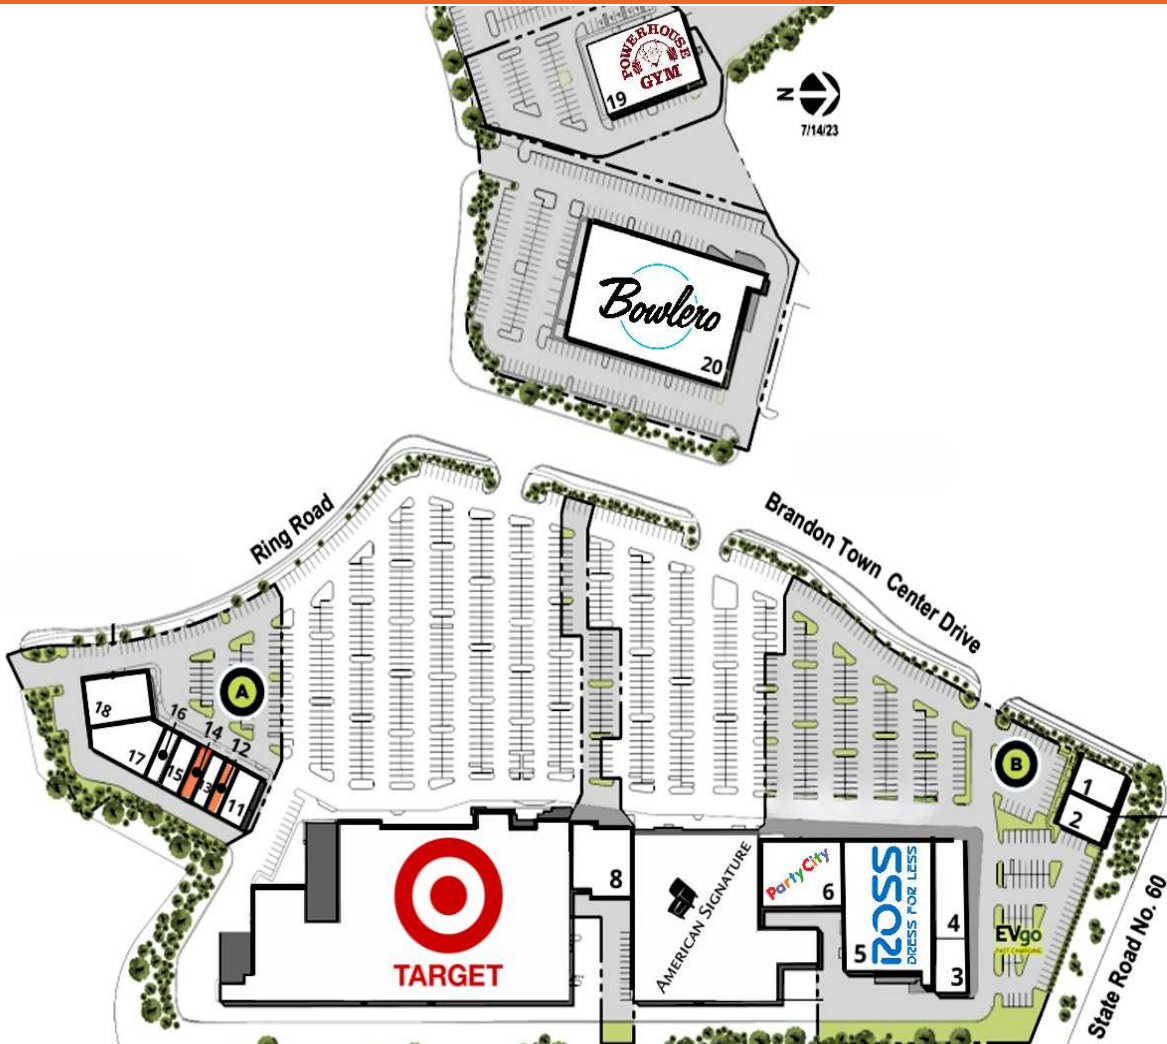 POWERHOUSE
GYM
19
N
7/14/23
Bowlero
20
Ring Road
Brandon Town Center Drive
A
18
16
14
12
17
15
13
11
B
1
2
TARGET
8
AMERICAN SIGNATURE
PartyCity
6
ROSS
DRESS FOR LESS
5
4
3
EVgo
FAST CHARGING
State Road No. 60